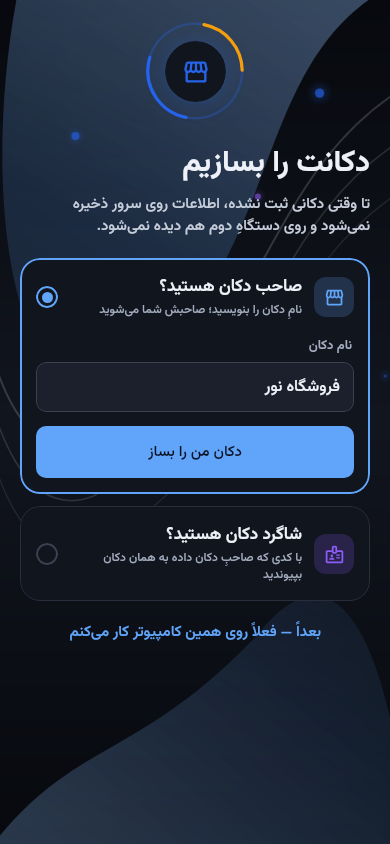 دکانت را بسازیم
تا وقتی دکانی ثبت نشده، اطلاعات روی سرور ذخیره
نمی‌شود و روی دستگاهِ دوم هم دیده نمی‌شود.
صاحب دکان هستید؟
نامِ دکان را بنویسید؛ صاحبش شما می‌شوید
نام دکان
فروشگاه نور
دکان من را بساز
شاگرد دکان هستید؟
با کدی که صاحبِ دکان داده به همان دکان
بپیوندید
بعداً — فعلاً روی همین کامپیوتر کار می‌کنم